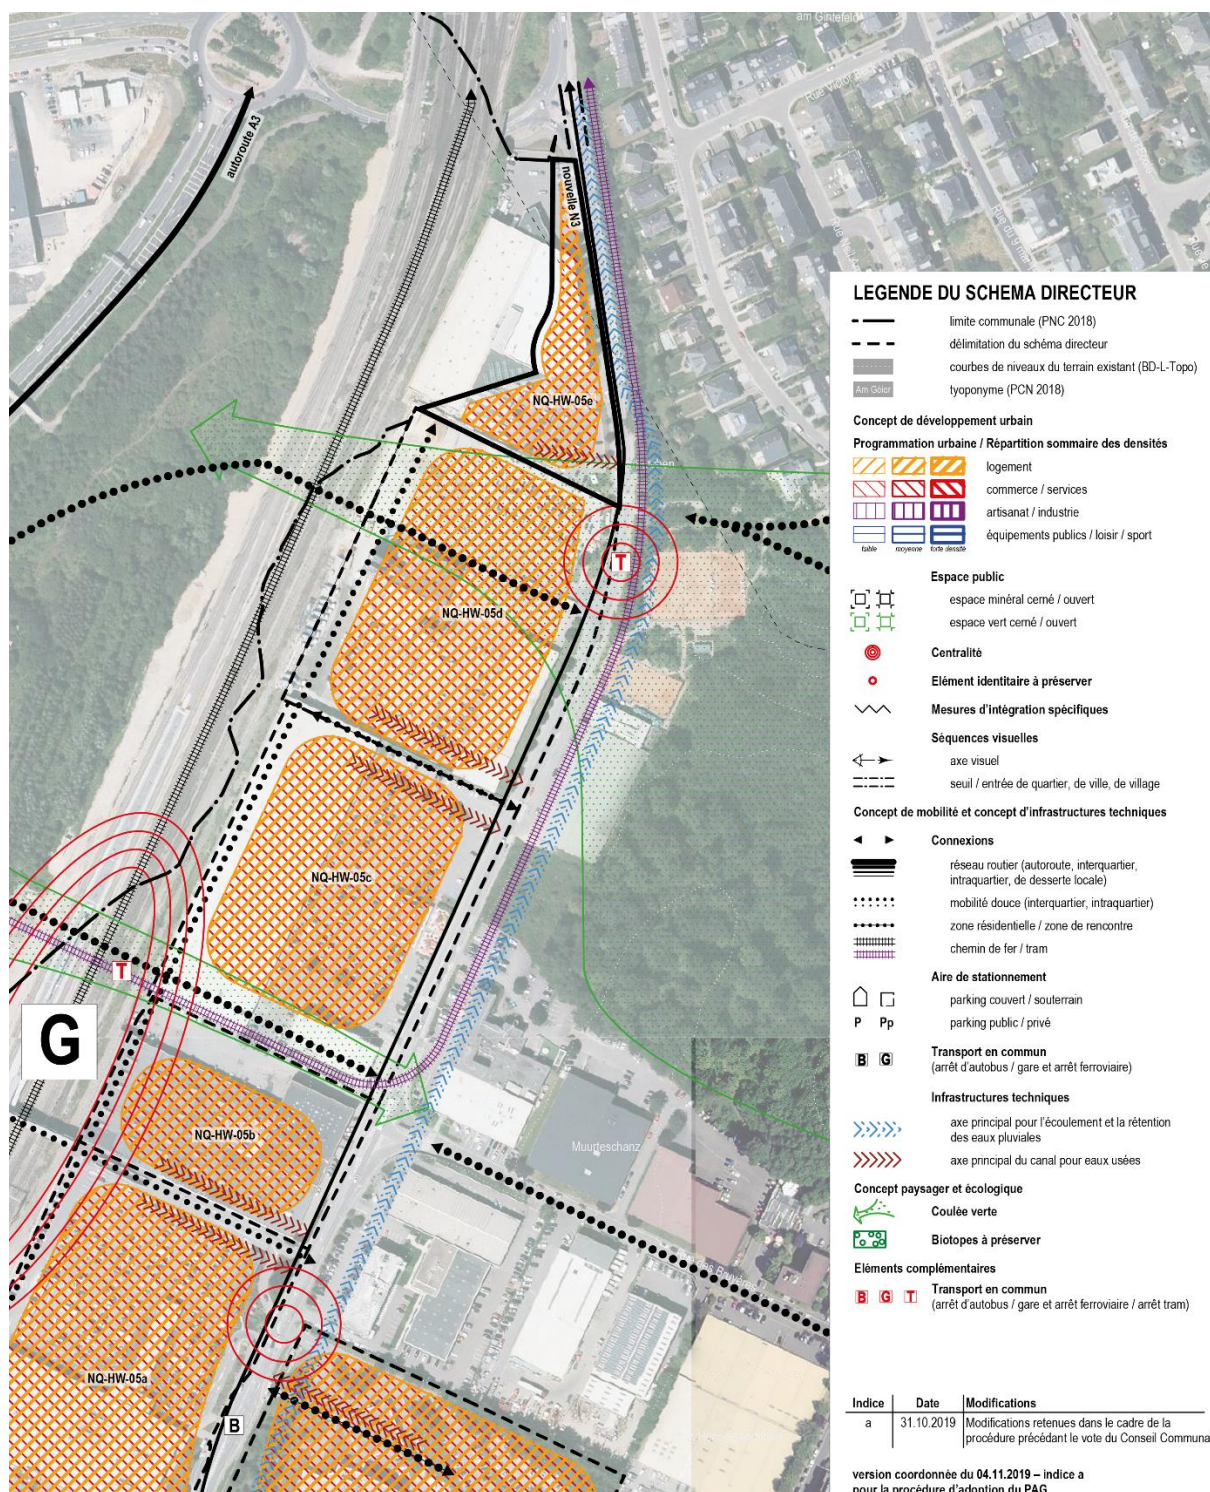 am Gintefeld
autoroute A3
nouvelle N3
NQ-HW-05e
T
NQ-HW-05d
NQ-HW-05c
T
G
NQ-HW-05b
Muurteschanz
NQ-HW-05a
B
LEGENDE DU SCHEMA DIRECTEUR
limite communale (PNC 2018)
délimitation du schéma directeur
courbes de niveaux du terrain existant (BD-L-Topo)
Am Géior tyoponyme (PCN 2018)
Concept de développement urbain
Programmation urbaine / Répartition sommaire des densités
logement
commerce / services
artisanat / industrie
équipements publics / loisir / sport
faible moyenne forte densité
Espace public
espace minéral cerné / ouvert
espace vert cerné / ouvert
Centralité
Elément identitaire à préserver
Mesures d'intégration spécifiques
Séquences visuelles
axe visuel
seuil / entrée de quartier, de ville, de village
Concept de mobilité et concept d'infrastructures techniques
Connexions
réseau routier (autoroute, interquartier,
intraquartier, de desserte locale)
mobilité douce (interquartier, intraquartier)
zone résidentielle / zone de rencontre
chemin de fer / tram
Aire de stationnement
parking couvert / souterrain
P Pp parking public / privé
B G Transport en commun
(arrêt d'autobus / gare et arrêt ferroviaire)
Infrastructures techniques
axe principal pour l'écoulement et la rétention
des eaux pluviales
axe principal du canal pour eaux usées
Concept paysager et écologique
Coulée verte
Biotopes à préserver
Eléments complémentaires
B G T Transport en commun
(arrêt d'autobus / gare et arrêt ferroviaire / arrêt tram)
Indice Date Modifications
a 31.10.2019 Modifications retenues dans le cadre de la
procédure précédant le vote du Conseil Communa
version coordonnée du 04.11.2019 – indice a
pour la procédure d'adoption du PAG